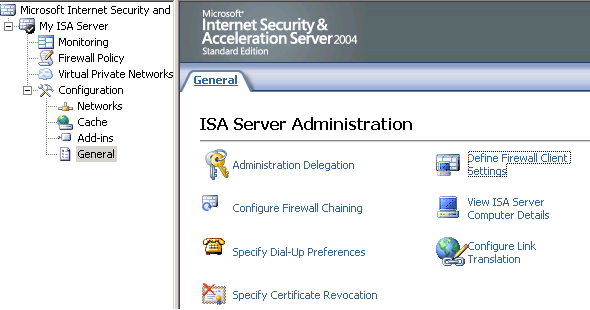 Microsoft Internet Security and
My ISA Server
Monitoring
Firewall Policy
Virtual Private Networks
Configuration
Networks
Cache
Add-ins
General
Microsoft
Internet Security &
Acceleration Server 2004
Standard Edition
General
ISA Server Administration
Administration Delegation
Define Firewall Client
Settings
Configure Firewall Chaining
View ISA Server
Computer Details
Specify Dial-Up Preferences
Configure Link
Translation
Specify Certificate Revocation